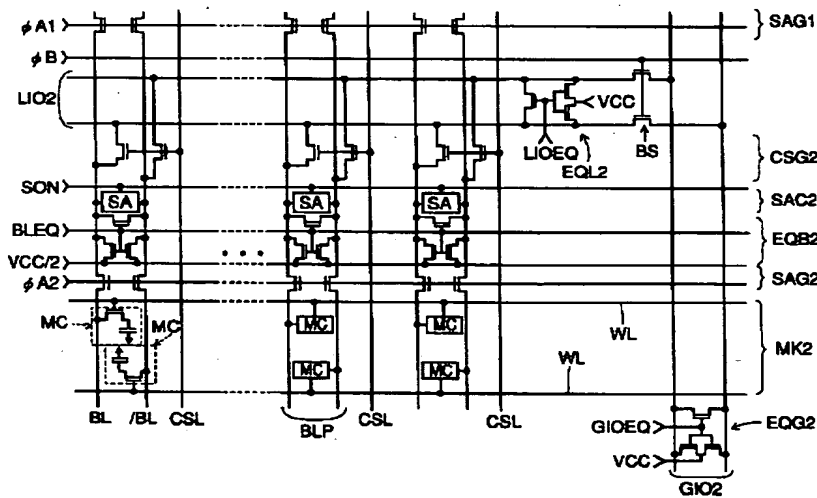 φA1 SAG1
φB
LIO2 VCC
LIOEQ EQL2 BS CSG2
SON SA SA SA SAC2
BLEQ EQB2
VCC/2
φA2 SAG2
MC MC MC MC WL MK2
MC MC WL
BL /BL CSL BLP CSL CSL
GIOEQ EQG2
VCC
GIO2